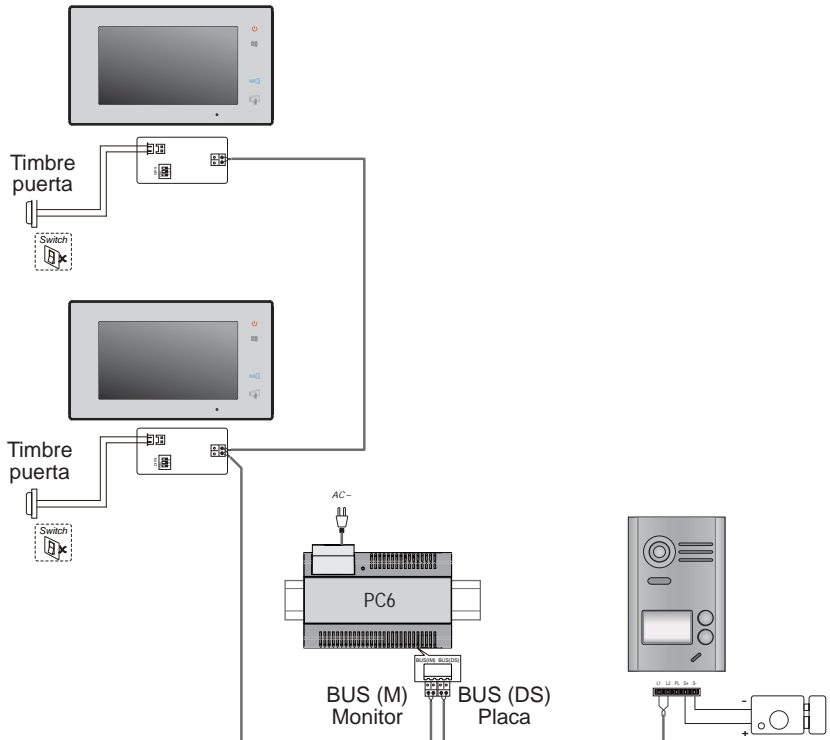 Timbre
puerta
Switch
Timbre
puerta
Switch
AC~
PC6
BUS(IM) BUS(DS)
BUS (M)
Monitor
BUS (DS)
Placa
L1 L2 PL S+ S-
-
+